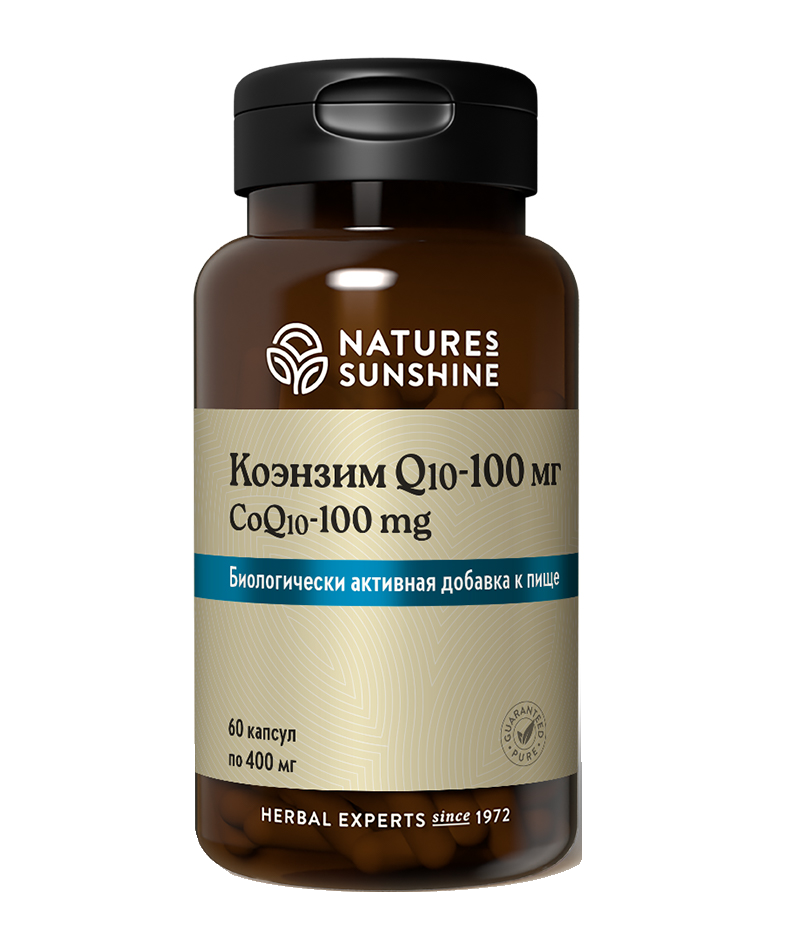 NATURES
SUNSHINE
Коэнзим Q10-100 мг
CoQ10-100 mg
Биологически активная добавка к пище
60 капсул
по 400 мг
GUARANTEED
PURE
HERBAL EXPERTS since 1972